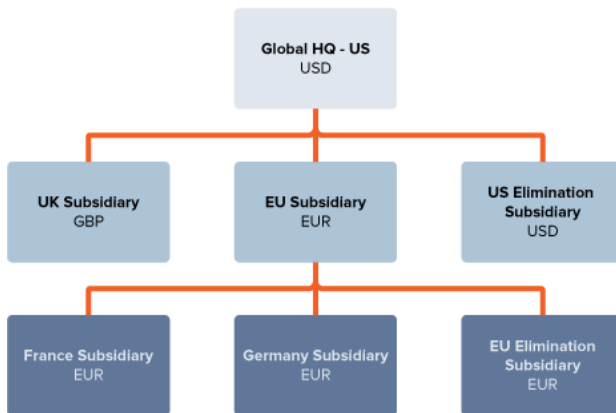 Global HQ - US
USD
UK Subsidiary
GBP
EU Subsidiary
EUR
US Elimination
Subsidiary
USD
France Subsidiary
EUR
Germany Subsidiary
EUR
EU Elimination
Subsidiary
EUR